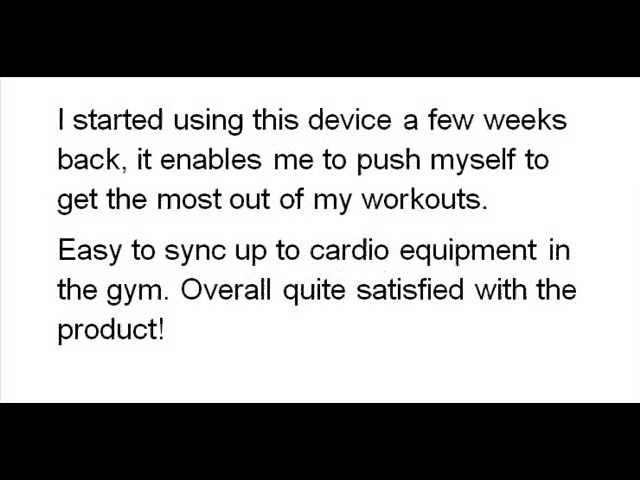 I started using this device a few weeks
back, it enables me to push myself to
get the most out of my workouts.
Easy to sync up to cardio equipment in
the gym. Overall quite satisfied with the
product!